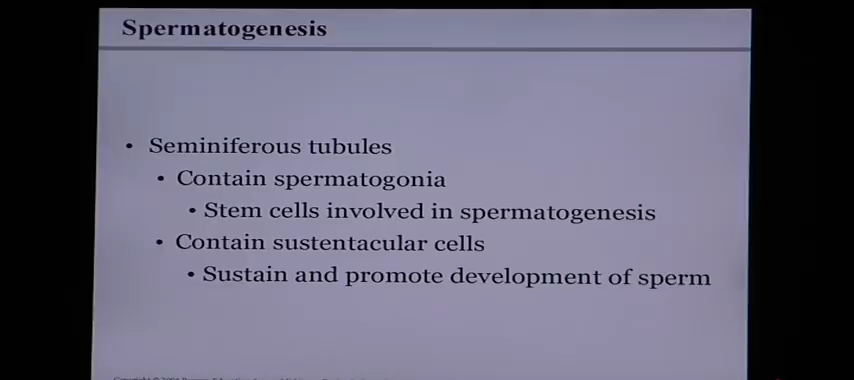 Spermatogenesis
• Seminiferous tubules
• Contain spermatogonia
• Stem cells involved in spermatogenesis
• Contain sustentacular cells
• Sustain and promote development of sperm